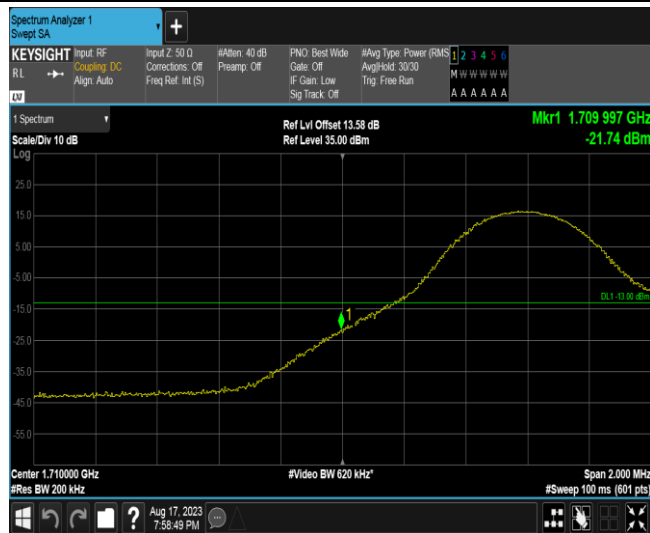 Spectrum Analyzer 1
Swept SA
KEYSIGHT
RL
Input: RF
Coupling: DC
Align: Auto
Input Z: 50 Ω
Corrections: Off
Freq Ref: Int (S)
#Atten: 40 dB
Preamp: Off
PNO: Best Wide
Gate: Off
IF Gain: Low
Sig Track: Off
#Avg Type: Power (RMS
Avg|Hold: 30/30
Trig: Free Run
1 2 3 4 5 6
M W W W W W
A A A A A A
1 Spectrum
Scale/Div 10 dB
Ref Lvl Offset 13.58 dB
Ref Level 35.00 dBm
Mkr1 1.709 997 GHz
-21.74 dBm
Log
25.0
15.0
5.00
-5.00
-15.0
-25.0
-35.0
-45.0
-55.0
DL1 -13.00 dBm
1
Center 1.710000 GHz
#Res BW 200 kHz
#Video BW 620 kHz*
Span 2.000 MHz
#Sweep 100 ms (601 pts)
?
Aug 17, 2023
7:58:49 PM